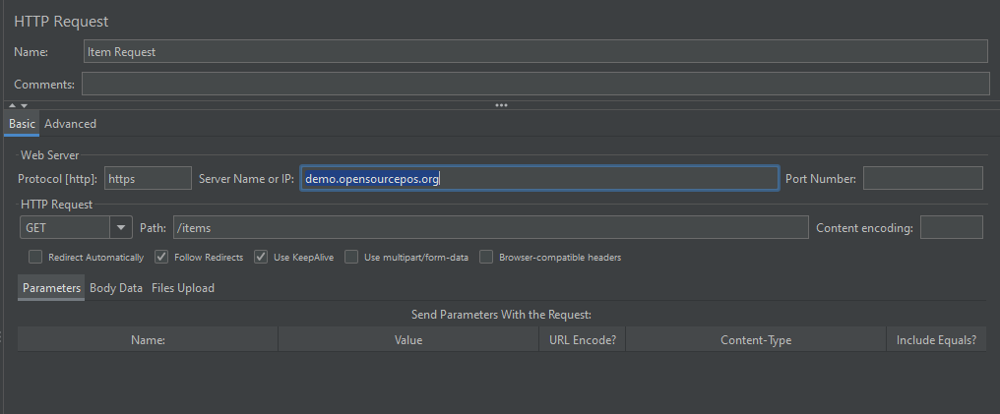 HTTP Request
Name: Item Request
Comments:
Basic Advanced
Web Server
Protocol [http]: https Server Name or IP: demo.opensourcepos.org Port Number:
HTTP Request
GET Path: /items Content encoding:
Redirect Automatically Follow Redirects Use KeepAlive Use multipart/form-data Browser-compatible headers
Parameters Body Data Files Upload
Send Parameters With the Request:
Name: Value URL Encode? Content-Type Include Equals?